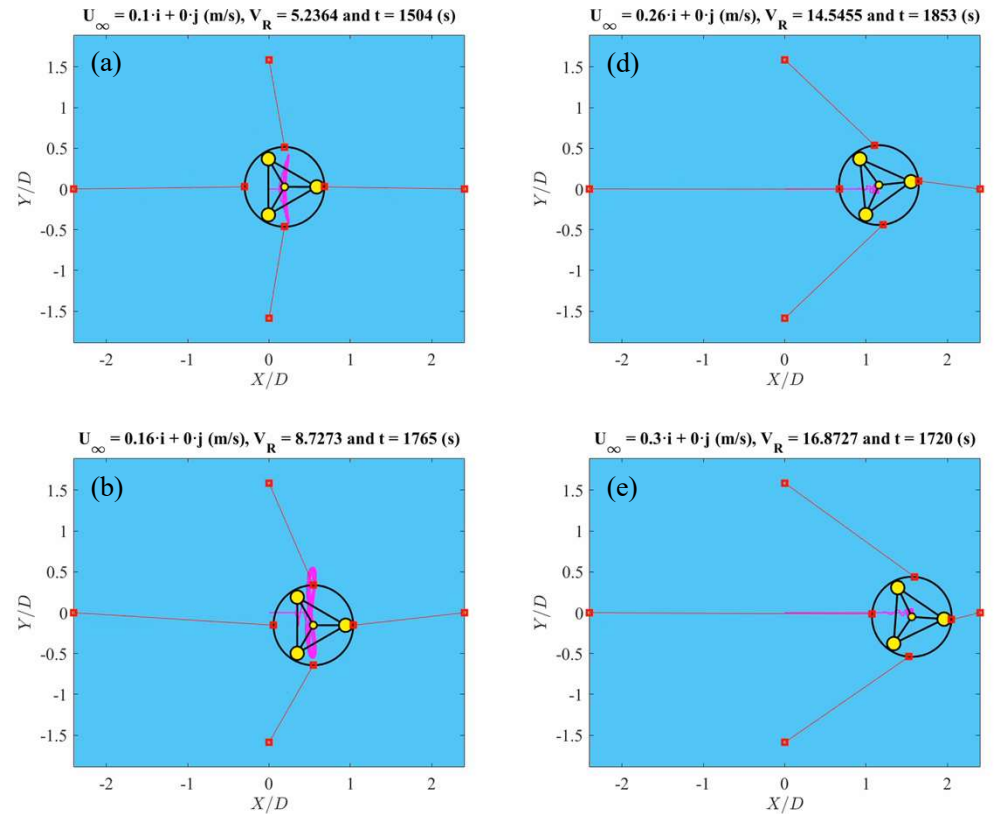 U∞ = 0.1·i + 0·j (m/s), V_R = 5.2364 and t = 1504 (s)
(a)
1.5
1
0.5
0
-0.5
-1
-1.5
Y/D
-2 -1 0 1 2
X/D
U∞ = 0.26·i + 0·j (m/s), V_R = 14.5455 and t = 1853 (s)
(d)
1.5
1
0.5
0
-0.5
-1
-1.5
Y/D
-2 -1 0 1 2
X/D
U∞ = 0.16·i + 0·j (m/s), V_R = 8.7273 and t = 1765 (s)
(b)
1.5
1
0.5
0
-0.5
-1
-1.5
Y/D
-2 -1 0 1 2
X/D
U∞ = 0.3·i + 0·j (m/s), V_R = 16.8727 and t = 1720 (s)
(e)
1.5
1
0.5
0
-0.5
-1
-1.5
Y/D
-2 -1 0 1 2
X/D